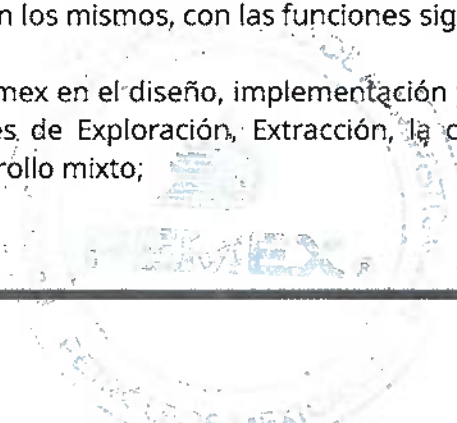 n los mismos, con las funciones sig
mex en el diseño, implementación
es de Exploración, Extracción, la c
rollo mixto;